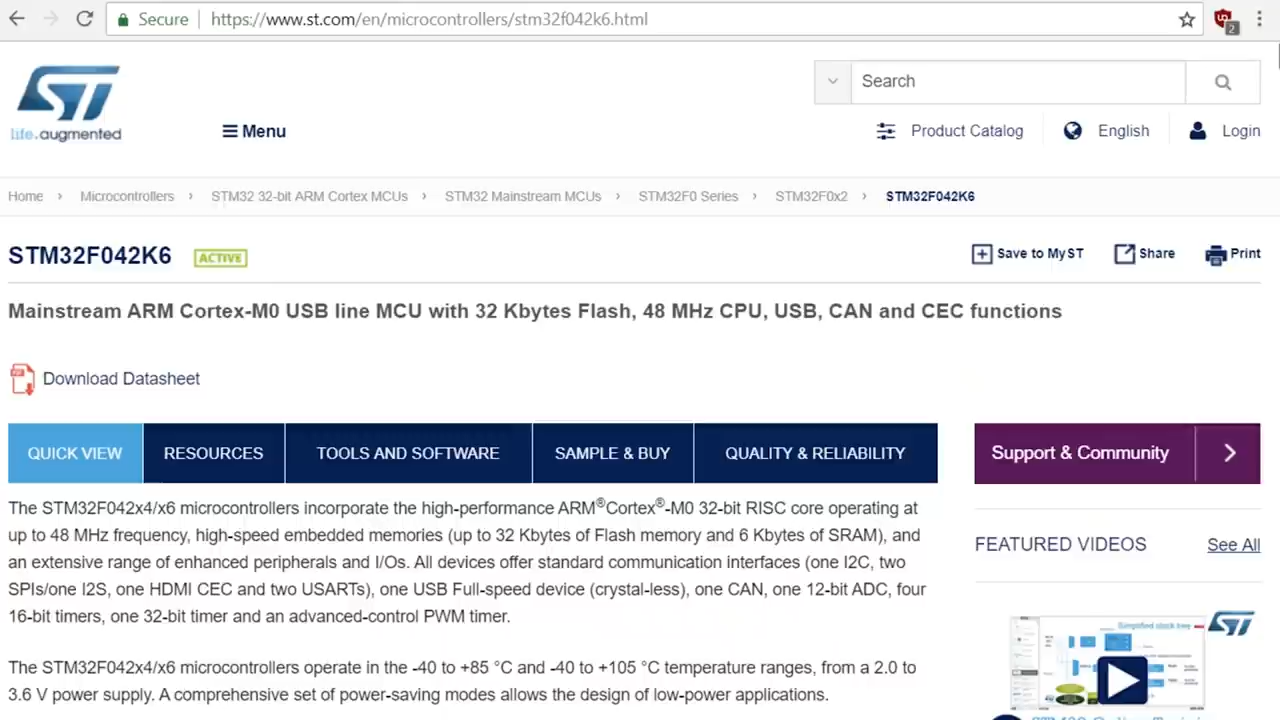 Secure https://www.st.com/en/microcontrollers/stm32f042k6.html
2
ST
life.augmented
Menu
Search
Product Catalog English Login
Home › Microcontrollers › STM32 32-bit ARM Cortex MCUs › STM32 Mainstream MCUs › STM32F0 Series › STM32F0x2 › STM32F042K6
STM32F042K6 ACTIVE
Save to MyST Share Print
Mainstream ARM Cortex-M0 USB line MCU with 32 Kbytes Flash, 48 MHz CPU, USB, CAN and CEC functions
PDF
Download Datasheet
QUICK VIEW RESOURCES TOOLS AND SOFTWARE SAMPLE & BUY QUALITY & RELIABILITY
The STM32F042x4/x6 microcontrollers incorporate the high-performance ARM®Cortex®-M0 32-bit RISC core operating at
up to 48 MHz frequency, high-speed embedded memories (up to 32 Kbytes of Flash memory and 6 Kbytes of SRAM), and
an extensive range of enhanced peripherals and I/Os. All devices offer standard communication interfaces (one I2C, two
SPIs/one I2S, one HDMI CEC and two USARTs), one USB Full-speed device (crystal-less), one CAN, one 12-bit ADC, four
16-bit timers, one 32-bit timer and an advanced-control PWM timer.
The STM32F042x4/x6 microcontrollers operate in the -40 to +85 °C and -40 to +105 °C temperature ranges, from a 2.0 to
3.6 V power supply. A comprehensive set of power-saving modes allows the design of low-power applications.
Support & Community
FEATURED VIDEOS See All
Simplified clock tree
ST